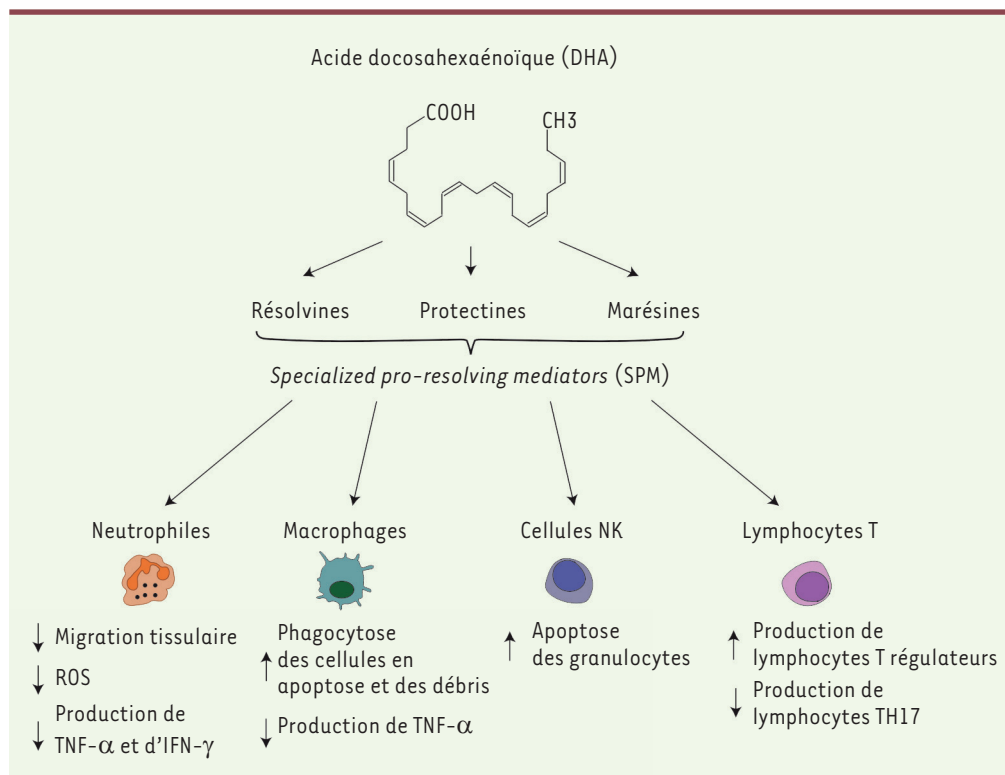 Acide docosahexaénoïque (DHA)
COOH
CH3
Résolvines
Protectines
Marésines
Specialized pro-resolving mediators (SPM)
Neutrophiles
Macrophages
Cellules NK
Lymphocytes T
↓ Migration tissulaire
↓ ROS
↓ Production de
TNF-α et d’IFN-γ
↑ Phagocytose
des cellules en
apoptose et des débris
↓ Production de TNF-α
↑ Apoptose
des granulocytes
↑ Production de
lymphocytes T régulateurs
↓ Production de
lymphocytes TH17